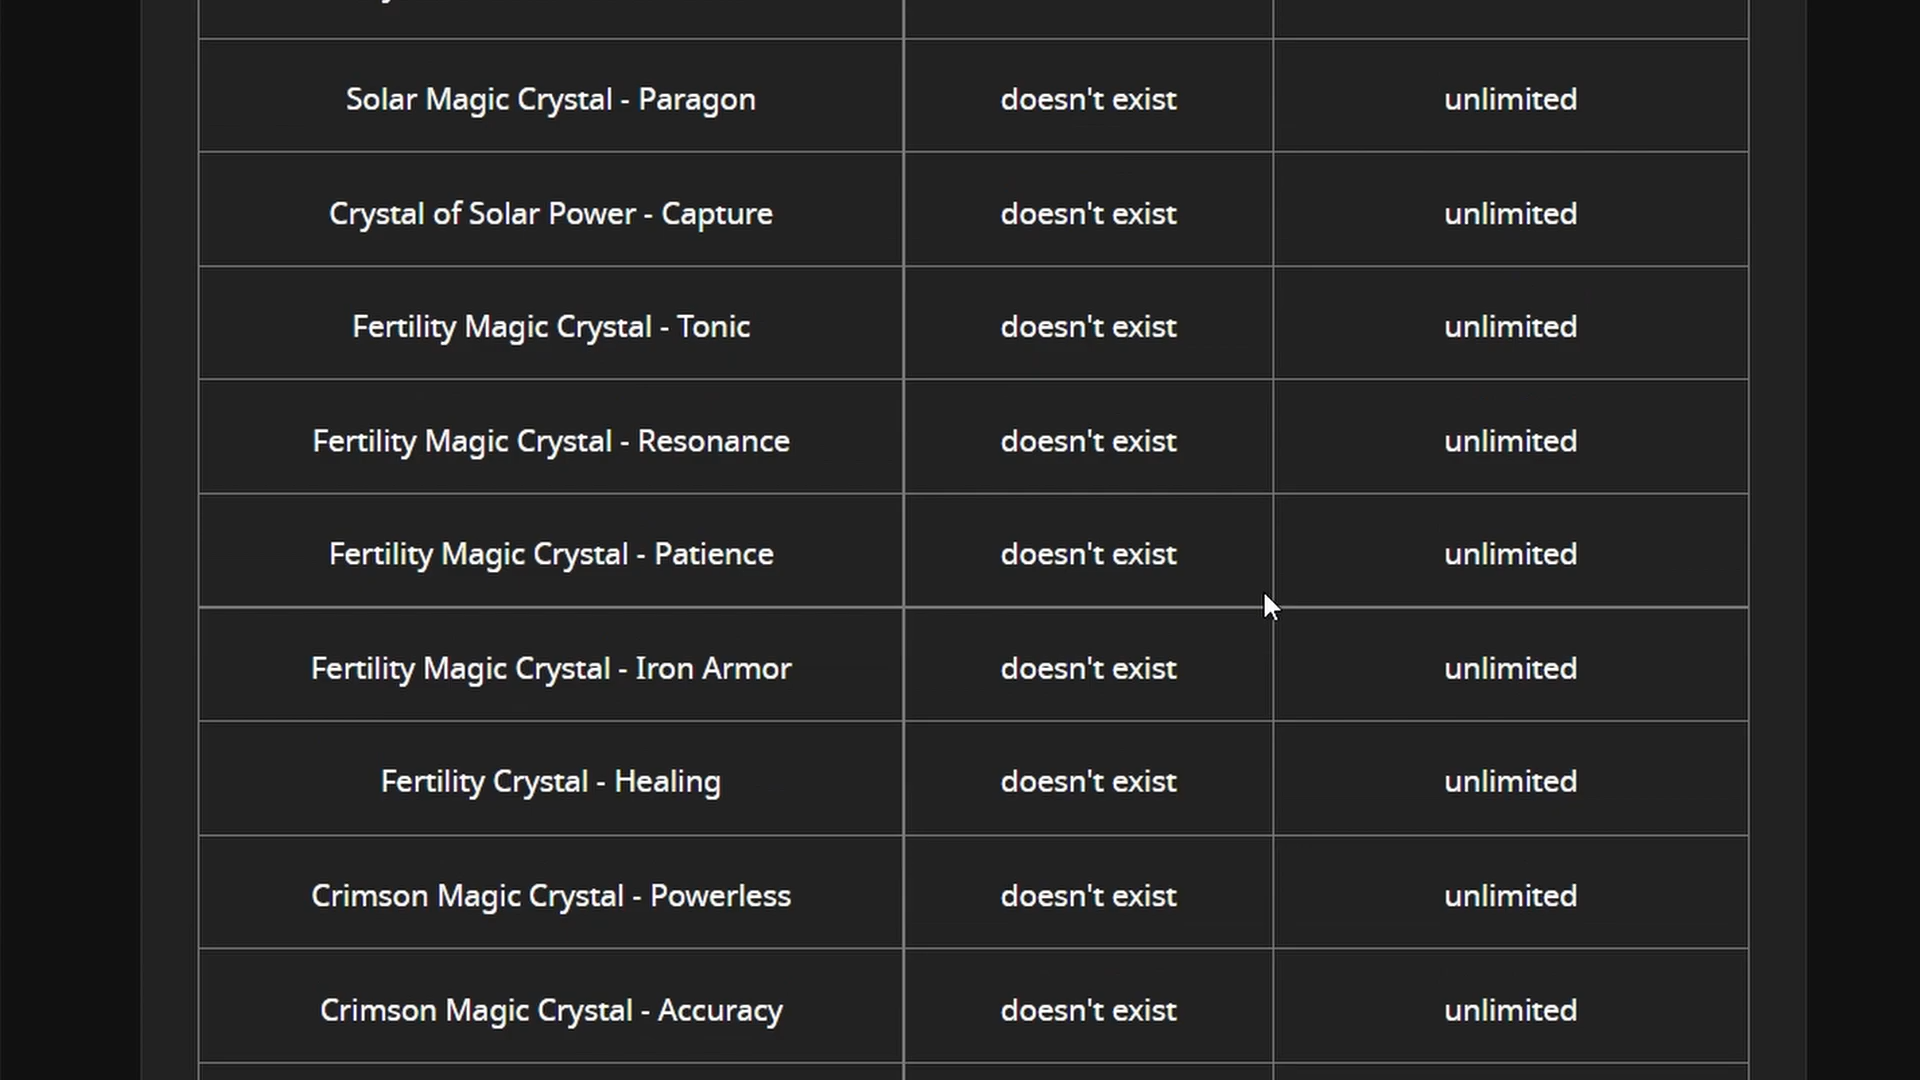 Solar Magic Crystal - Paragon doesn't exist unlimited
Crystal of Solar Power - Capture doesn't exist unlimited
Fertility Magic Crystal - Tonic doesn't exist unlimited
Fertility Magic Crystal - Resonance doesn't exist unlimited
Fertility Magic Crystal - Patience doesn't exist unlimited
Fertility Magic Crystal - Iron Armor doesn't exist unlimited
Fertility Crystal - Healing doesn't exist unlimited
Crimson Magic Crystal - Powerless doesn't exist unlimited
Crimson Magic Crystal - Accuracy doesn't exist unlimited